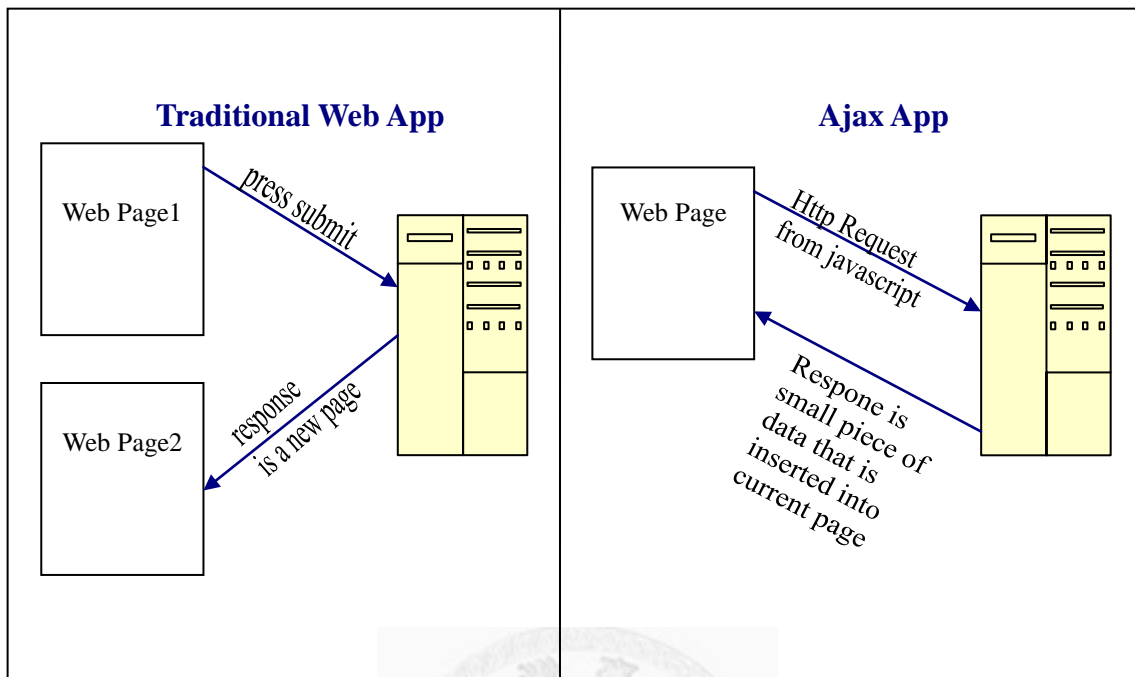 Traditional Web App
Web Page1
press submit
response
is a new page
Web Page2
Ajax App
Web Page
Http Request
from javascript
Respone is
small piece of
data that is
inserted into
current page